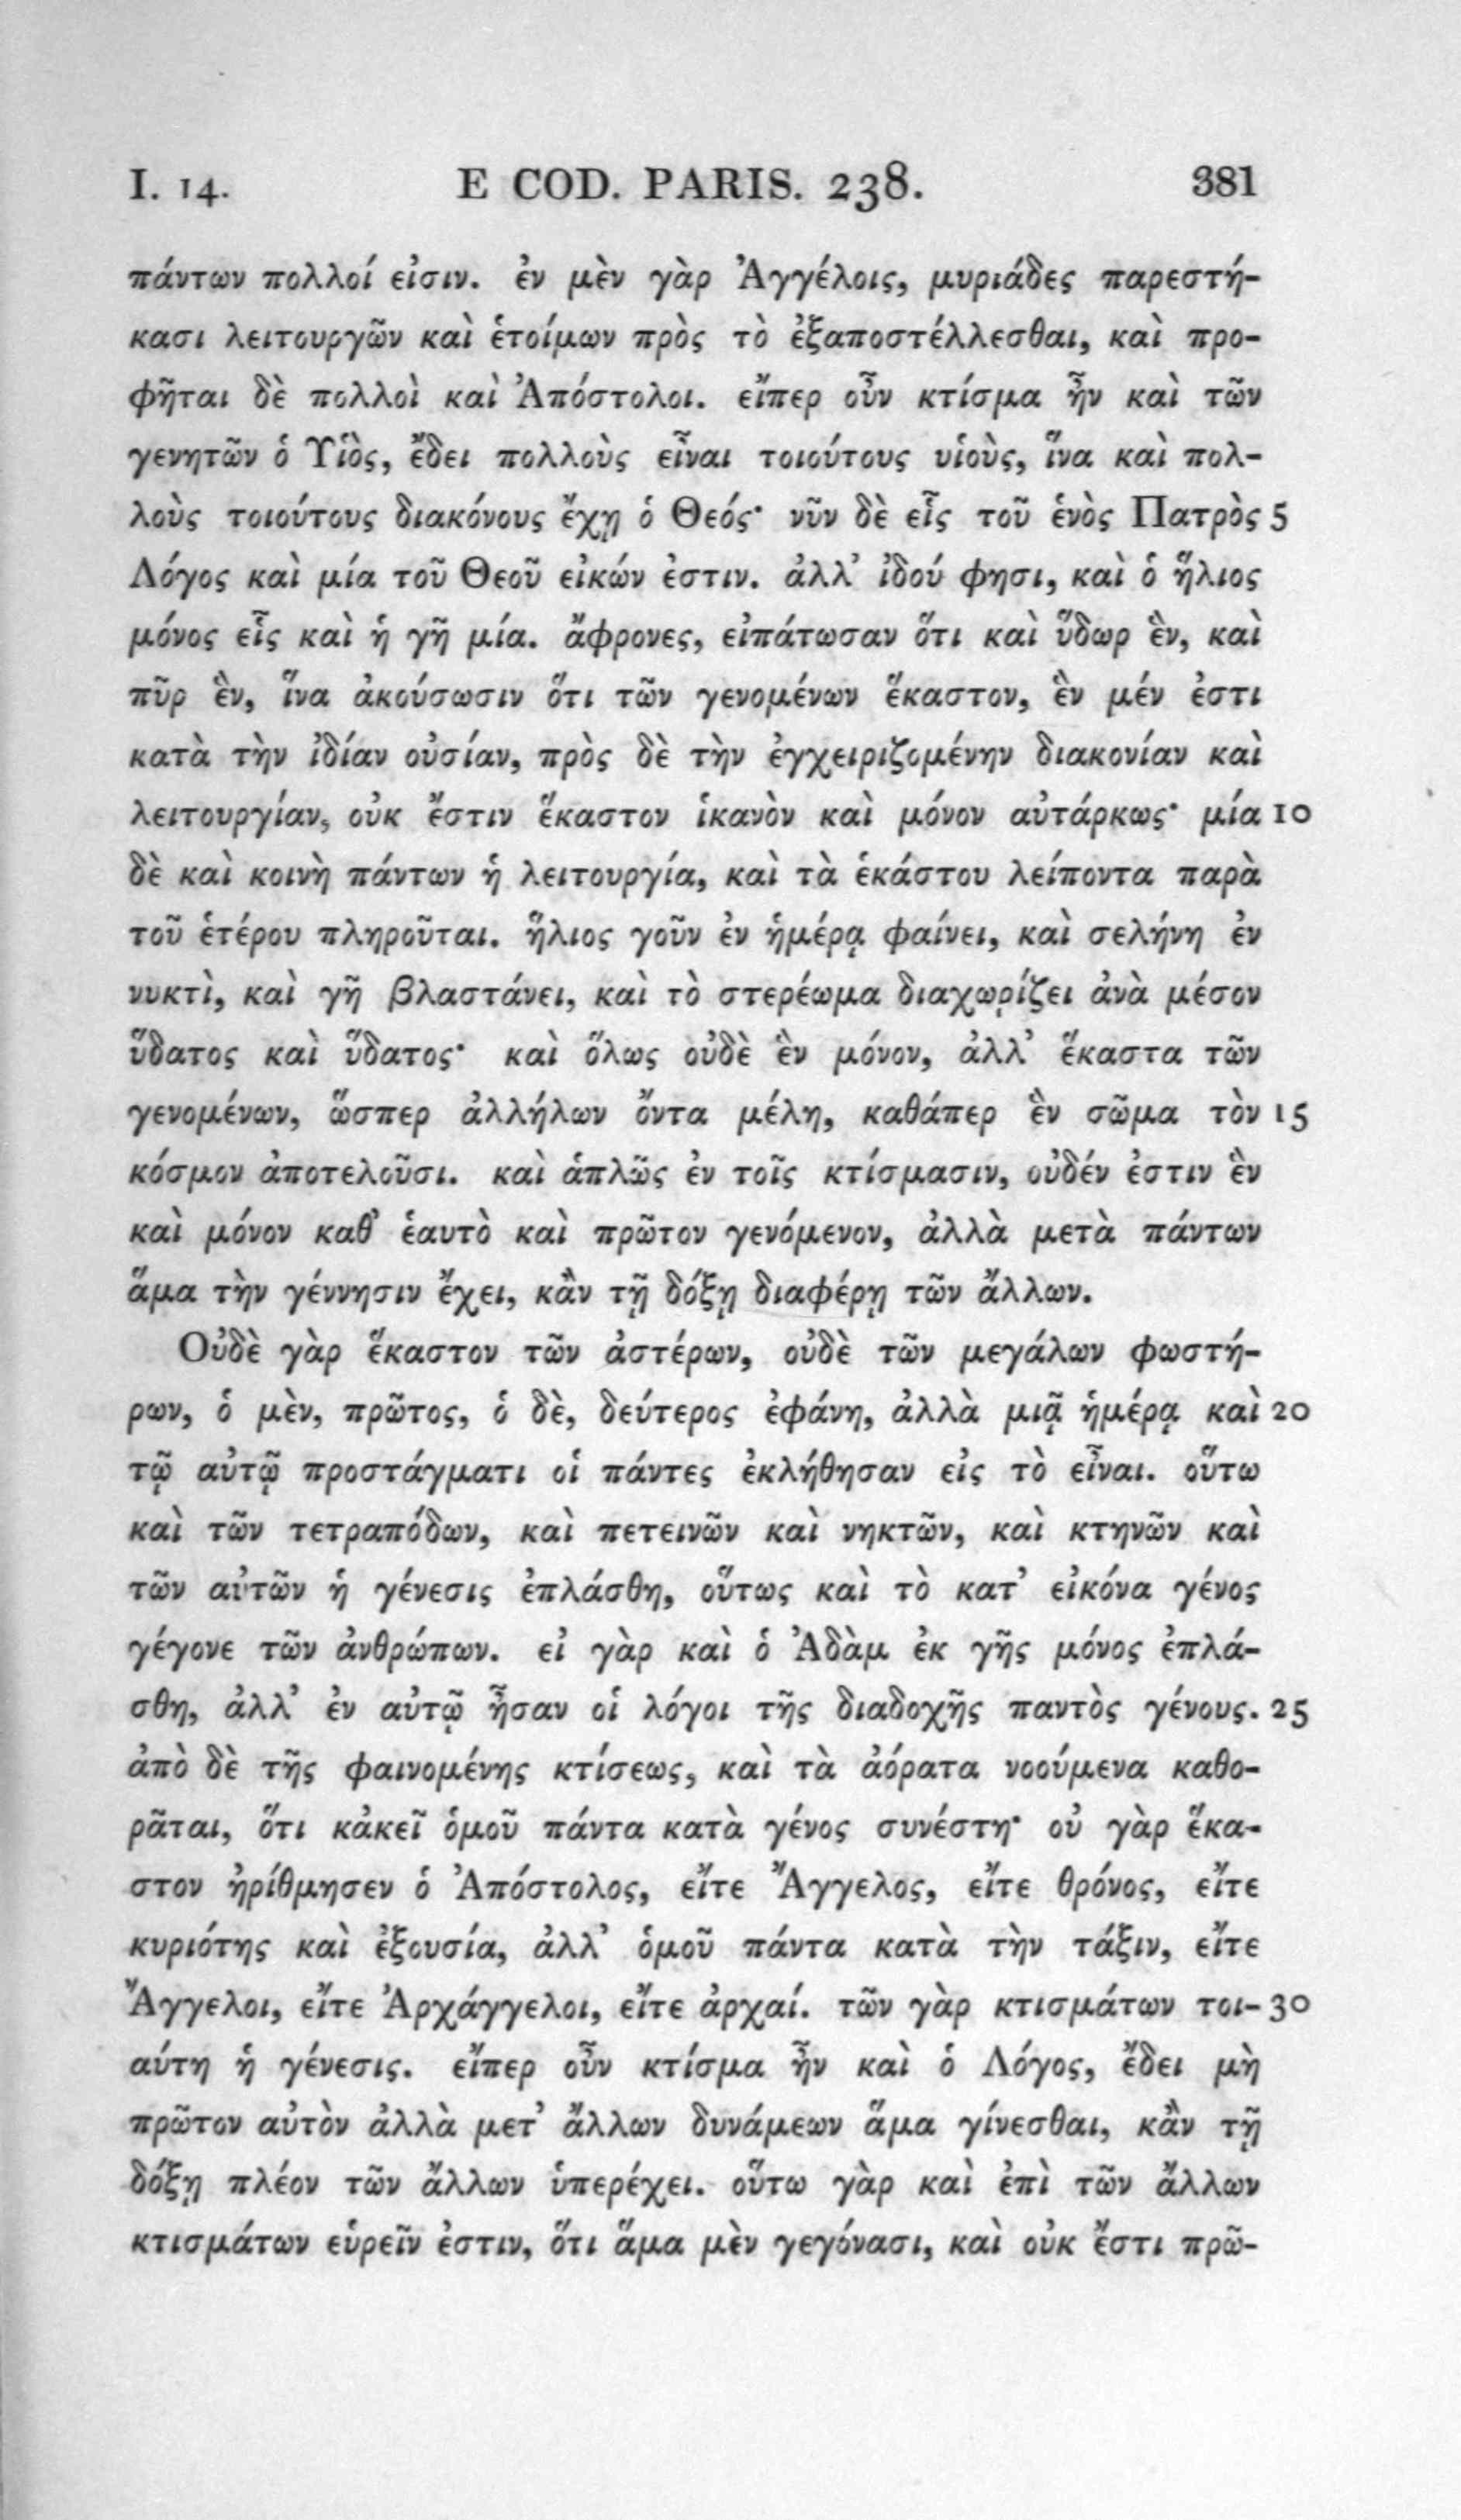 I. 14. E COD. PARIS. 238. 381
πάντων πολλοί εἰσιν. ἐν μὲν γὰρ Ἀγγέλοις, μυριάδες παρεστή-
κασι λειτουργῶν καὶ ἑτοίμων πρὸς τὸ ἐξαποστέλλεσθαι, καὶ προ-
φῆται δὲ πολλοὶ καὶ Ἀπόστολοι. εἴπερ οὖν κτίσμα ἦν καὶ τῶν
γενητῶν ὁ Υἱὸς, ἔδει πολλοὺς εἶναι τοιούτους υἱοὺς, ἵνα καὶ πολ-
λοὺς τοιούτους διακόνους ἔχῃ ὁ Θεός· νῦν δὲ εἷς τοῦ ἑνὸς Πατρὸς 5
Λόγος καὶ μία τοῦ Θεοῦ εἰκών ἐστιν. ἀλλ’ ἰδού φησι, καὶ ὁ ἥλιος
μόνος εἷς καὶ ἡ γῆ μία. ἄφρονες, εἰπάτωσαν ὅτι καὶ ὕδωρ ἓν, καὶ
πῦρ ἓν, ἵνα ἀκούσωσιν ὅτι τῶν γενομένων ἕκαστον, ἓν μέν ἐστι
κατὰ τὴν ἰδίαν οὐσίαν, πρὸς δὲ τὴν ἐγχειριζομένην διακονίαν καὶ
λειτουργίαν, οὐκ ἔστιν ἕκαστον ἱκανὸν καὶ μόνον αὐτάρκως· μία 10
δὲ καὶ κοινὴ πάντων ἡ λειτουργία, καὶ τὰ ἑκάστου λείποντα παρὰ
τοῦ ἑτέρου πληροῦται. ἥλιος γοῦν ἐν ἡμέρᾳ φαίνει, καὶ σελήνη ἐν
νυκτὶ, καὶ γῆ βλαστάνει, καὶ τὸ στερέωμα διαχωρίζει ἀνὰ μέσον
ὕδατος καὶ ὕδατος· καὶ ὅλως οὐδὲ ἓν μόνον, ἀλλ’ ἕκαστα τῶν
γενομένων, ὥσπερ ἀλλήλων ὄντα μέλη, καθάπερ ἓν σῶμα τὸν 15
κόσμον ἀποτελοῦσι. καὶ ἁπλῶς ἐν τοῖς κτίσμασιν, οὐδέν ἐστιν ἓν
καὶ μόνον καθ’ ἑαυτὸ καὶ πρῶτον γενόμενον, ἀλλὰ μετὰ πάντων
ἅμα τὴν γέννησιν ἔχει, κἂν τῇ δόξῃ διαφέρῃ τῶν ἄλλων.
Οὐδὲ γὰρ ἕκαστον τῶν ἀστέρων, οὐδὲ τῶν μεγάλων φωστή-
ρων, ὁ μὲν, πρῶτος, ὁ δὲ, δεύτερος ἐφάνη, ἀλλὰ μιᾷ ἡμέρᾳ καὶ 20
τῷ αὐτῷ προστάγματι οἱ πάντες ἐκλήθησαν εἰς τὸ εἶναι. οὕτω
καὶ τῶν τετραπόδων, καὶ πετεινῶν καὶ νηκτῶν, καὶ κτηνῶν καὶ
τῶν αὐτῶν ἡ γένεσις ἐπλάσθη, οὕτως καὶ τὸ κατ’ εἰκόνα γένος
γέγονε τῶν ἀνθρώπων. εἰ γὰρ καὶ ὁ Ἀδὰμ ἐκ γῆς μόνος ἐπλά-
σθη, ἀλλ’ ἐν αὐτῷ ἦσαν οἱ λόγοι τῆς διαδοχῆς παντὸς γένους. 25
ἀπὸ δὲ τῆς φαινομένης κτίσεως, καὶ τὰ ἀόρατα νοούμενα καθο-
ρᾶται, ὅτι κἀκεῖ ὁμοῦ πάντα κατὰ γένος συνέστη· οὐ γὰρ ἕκα-
στον ἠρίθμησεν ὁ Ἀπόστολος, εἴτε Ἄγγελος, εἴτε θρόνος, εἴτε
κυριότης καὶ ἐξουσία, ἀλλ’ ὁμοῦ πάντα κατὰ τὴν τάξιν, εἴτε
Ἄγγελοι, εἴτε Ἀρχάγγελοι, εἴτε ἀρχαί. τῶν γὰρ κτισμάτων τοι- 30
αύτη ἡ γένεσις. εἴπερ οὖν κτίσμα ἦν καὶ ὁ Λόγος, ἔδει μὴ
πρῶτον αὐτὸν ἀλλὰ μετ’ ἄλλων δυνάμεων ἅμα γίνεσθαι, κἂν τῇ
δόξῃ πλέον τῶν ἄλλων ὑπερέχει. οὕτω γὰρ καὶ ἐπὶ τῶν ἄλλων
κτισμάτων εὑρεῖν ἐστιν, ὅτι ἅμα μὲν γεγόνασι, καὶ οὐκ ἔστι πρῶ-